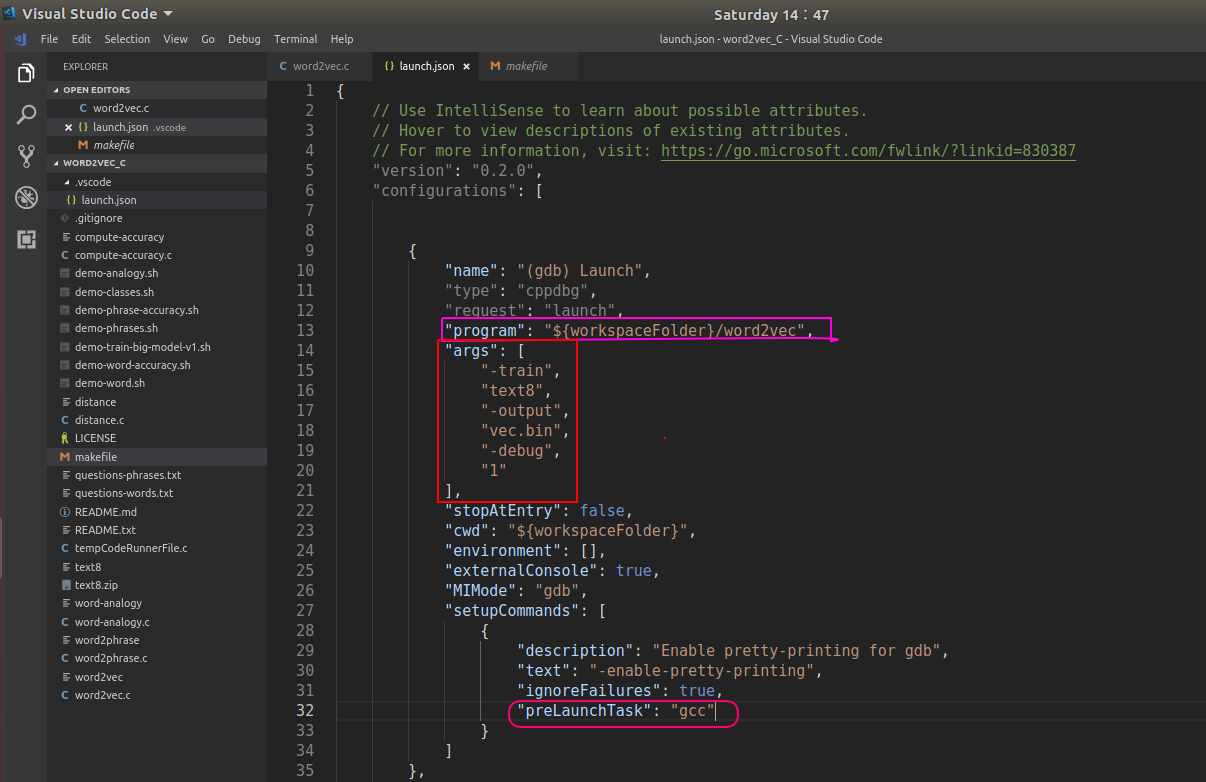 Visual Studio Code
Saturday 14 : 47
File Edit Selection View Go Debug Terminal Help
launch.json - word2vec_C - Visual Studio Code
EXPLORER
OPEN EDITORS
word2vec.c
launch.json .vscode
makefile
WORD2VEC_C
.vscode
launch.json
.gitignore
compute-accuracy
compute-accuracy.c
demo-analogy.sh
demo-classes.sh
demo-phrase-accuracy.sh
demo-phrases.sh
demo-train-big-model-v1.sh
demo-word-accuracy.sh
demo-word.sh
distance
distance.c
LICENSE
makefile
questions-phrases.txt
questions-words.txt
README.md
README.txt
tempCodeRunnerFile.c
text8
text8.zip
word-analogy
word-analogy.c
word2phrase
word2phrase.c
word2vec
word2vec.c
C word2vec.c {} launch.json × M makefile
1 {
2 // Use IntelliSense to learn about possible attributes.
3 // Hover to view descriptions of existing attributes.
4 // For more information, visit: https://go.microsoft.com/fwlink/?linkid=830387
5 "version": "0.2.0",
6 "configurations": [
7
8
9 {
10 "name": "(gdb) Launch",
11 "type": "cppdbg",
12 "request": "launch",
13 "program": "${workspaceFolder}/word2vec",
14 "args": [
15 "-train",
16 "text8",
17 "-output",
18 "vec.bin",
19 "-debug",
20 "1"
21 ],
22 "stopAtEntry": false,
23 "cwd": "${workspaceFolder}",
24 "environment": [],
25 "externalConsole": true,
26 "MIMode": "gdb",
27 "setupCommands": [
28 {
29 "description": "Enable pretty-printing for gdb",
30 "text": "-enable-pretty-printing",
31 "ignoreFailures": true,
32 "preLaunchTask": "gcc"
33 }
34 ]
35 },